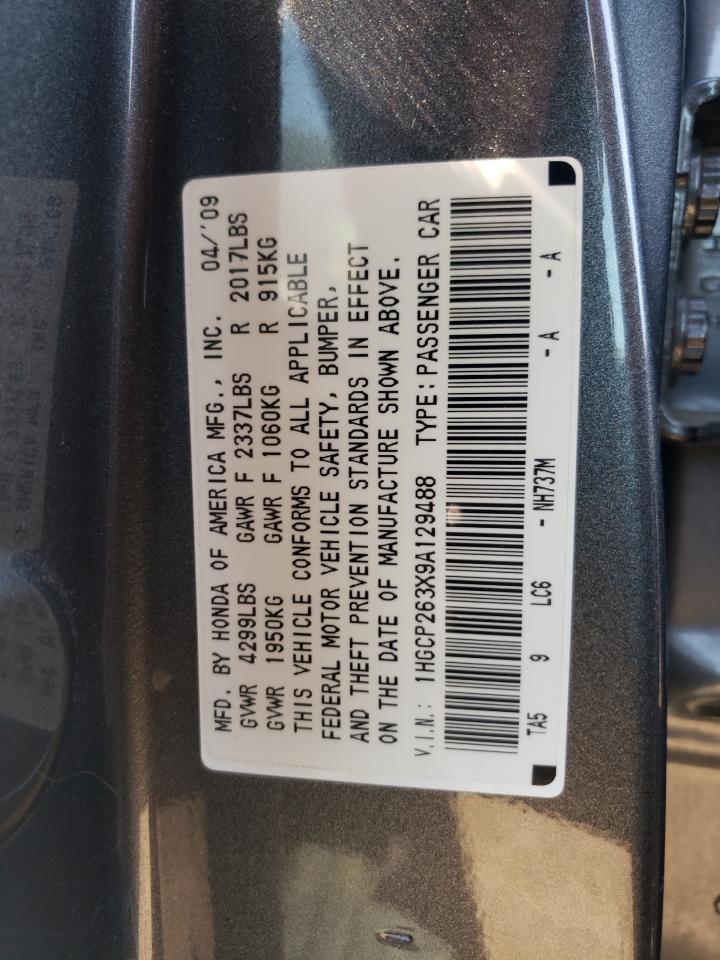 MFD. BY HONDA OF AMERICA MFG., INC. 04/'09
GVWR 4299LBS GAWR F 2337LBS R 2017LBS
GVWR 1950KG GAWR F 1060KG R 915KG
THIS VEHICLE CONFORMS TO ALL APPLICABLE
FEDERAL MOTOR VEHICLE SAFETY, BUMPER,
AND THEFT PREVENTION STANDARDS IN EFFECT
ON THE DATE OF MANUFACTURE SHOWN ABOVE.
V.I.N.: 1HGCP263X9A129488 TYPE: PASSENGER CAR
TA5 9 LC6 - NH737M - A - A